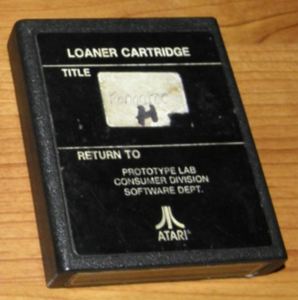 LOANER CARTRIDGE
TITLE
H
RETURN TO
PROTOTYPE LAB
CONSUMER DIVISION
SOFTWARE DEPT.
ATARI